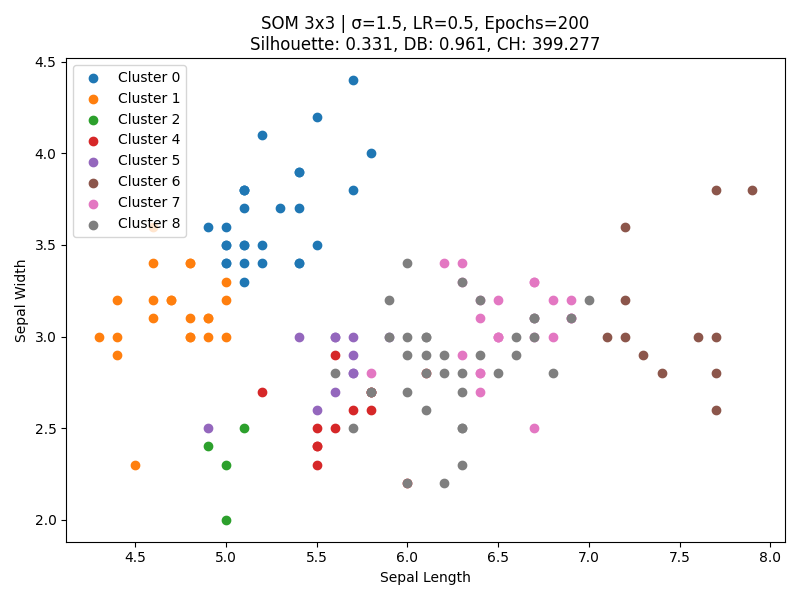 SOM 3x3 | σ=1.5, LR=0.5, Epochs=200
Silhouette: 0.331, DB: 0.961, CH: 399.277
4.5
4.0
3.5
3.0
2.5
2.0
Sepal Width
Cluster 0
Cluster 1
Cluster 2
Cluster 4
Cluster 5
Cluster 6
Cluster 7
Cluster 8
4.5 5.0 5.5 6.0 6.5 7.0 7.5 8.0
Sepal Length